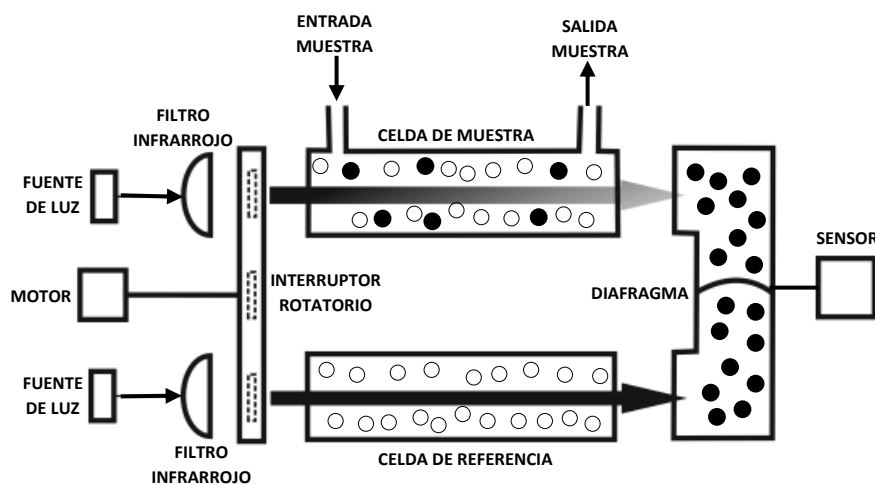 ENTRADA
MUESTRA
SALIDA
MUESTRA
FILTRO
INFRARROJO
CELDA DE MUESTRA
FUENTE
DE LUZ
SENSOR
MOTOR
INTERRUPTOR
ROTATORIO
DIAFRAGMA
FUENTE
DE LUZ
FILTRO
INFRARROJO
CELDA DE REFERENCIA